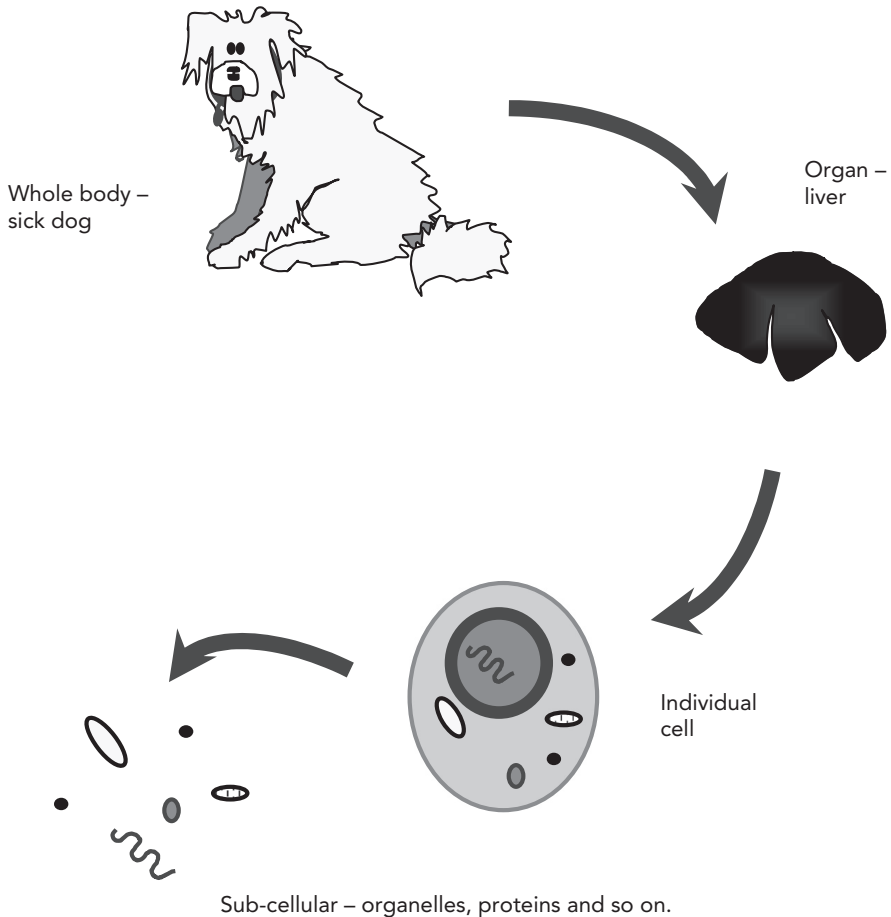 Whole body –
sick dog
Organ –
liver
Individual
cell
Sub-cellular – organelles, proteins and so on.